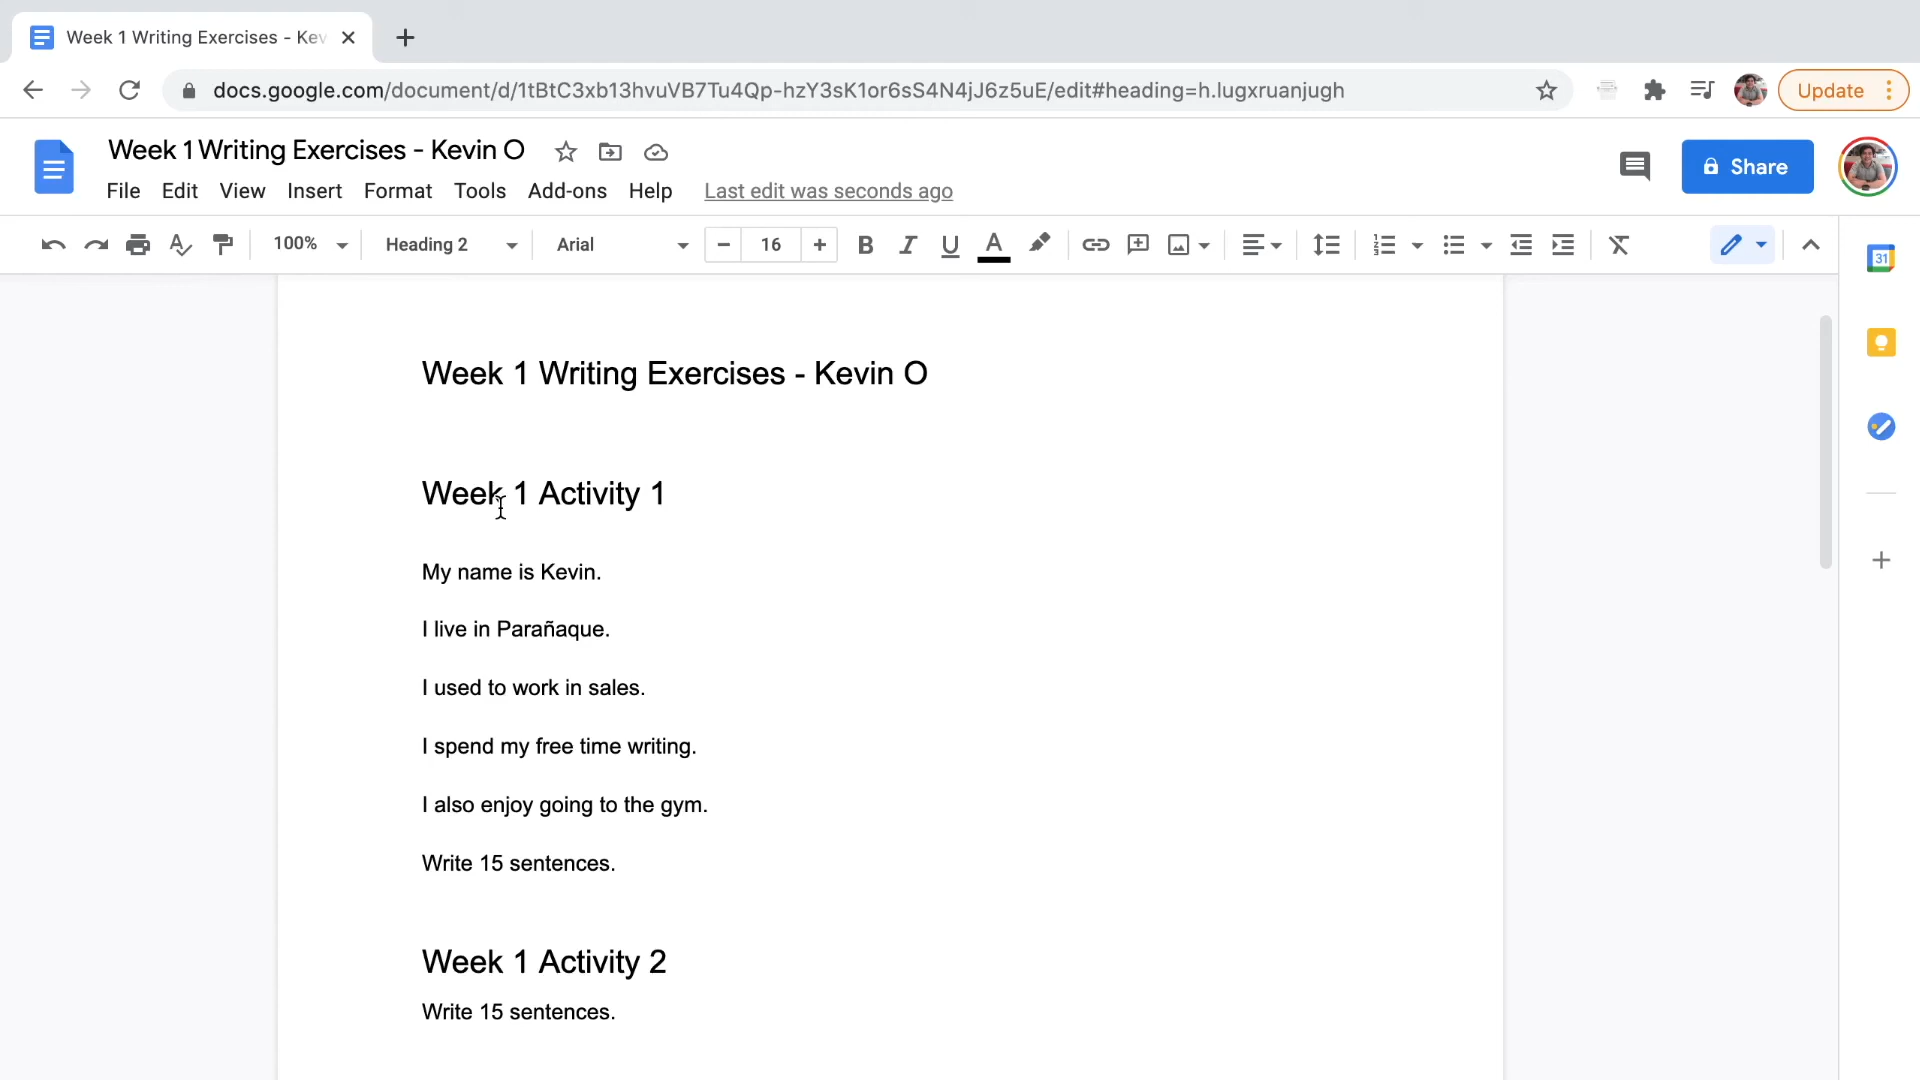 Week 1 Writing Exercises - Kev
docs.google.com/document/d/1tBtC3xb13hvuVB7Tu4Qp-hzY3sK1or6sS4N4jJ6z5uE/edit#heading=h.lugxruanjugh
Update
Week 1 Writing Exercises - Kevin O
Share
File Edit View Insert Format Tools Add-ons Help Last edit was seconds ago
100% Heading 2 Arial 16 B I U A
31
Week 1 Writing Exercises - Kevin O
Week 1 Activity 1
My name is Kevin.
I live in Parañaque.
I used to work in sales.
I spend my free time writing.
I also enjoy going to the gym.
Write 15 sentences.
Week 1 Activity 2
Write 15 sentences.